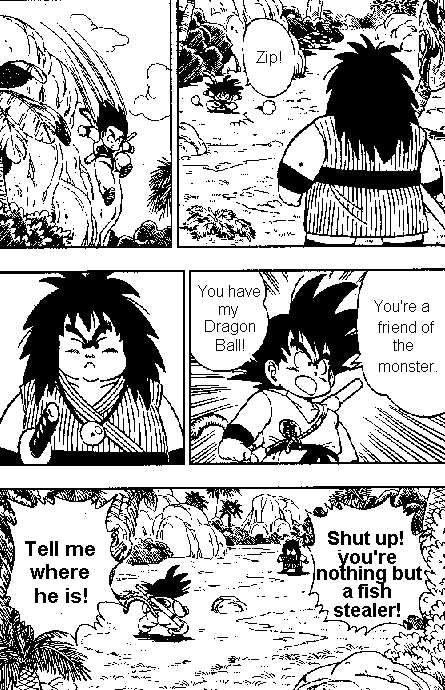 Zip!
You're a
friend of
the
monster.
You have
my
Dragon
Ball!
Shut up!
you're
nothing but
a fish
stealer!
Tell me
where
he is!